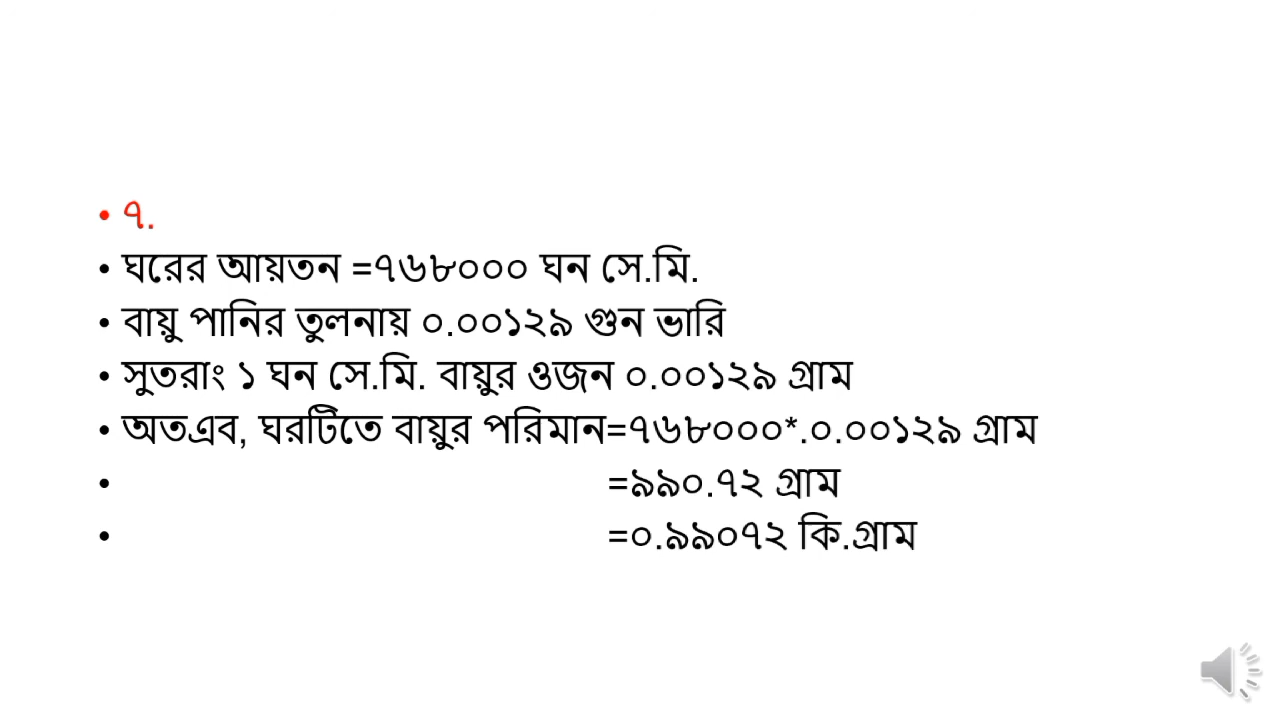 • ৭.
• ঘরের আয়তন =৭৬৮০০০ ঘন সে.মি.
• বায়ু পানির তুলনায় ০.০০১২৯ গুন ভারি
• সুতরাং ১ ঘন সে.মি. বায়ুর ওজন ০.০০১২৯ গ্রাম
• অতএব, ঘরটিতে বায়ুর পরিমান=৭৬৮০০০*.০.০০১২৯ গ্রাম
• =৯৯০.৭২ গ্রাম
• =০.৯৯০৭২ কি.গ্রাম